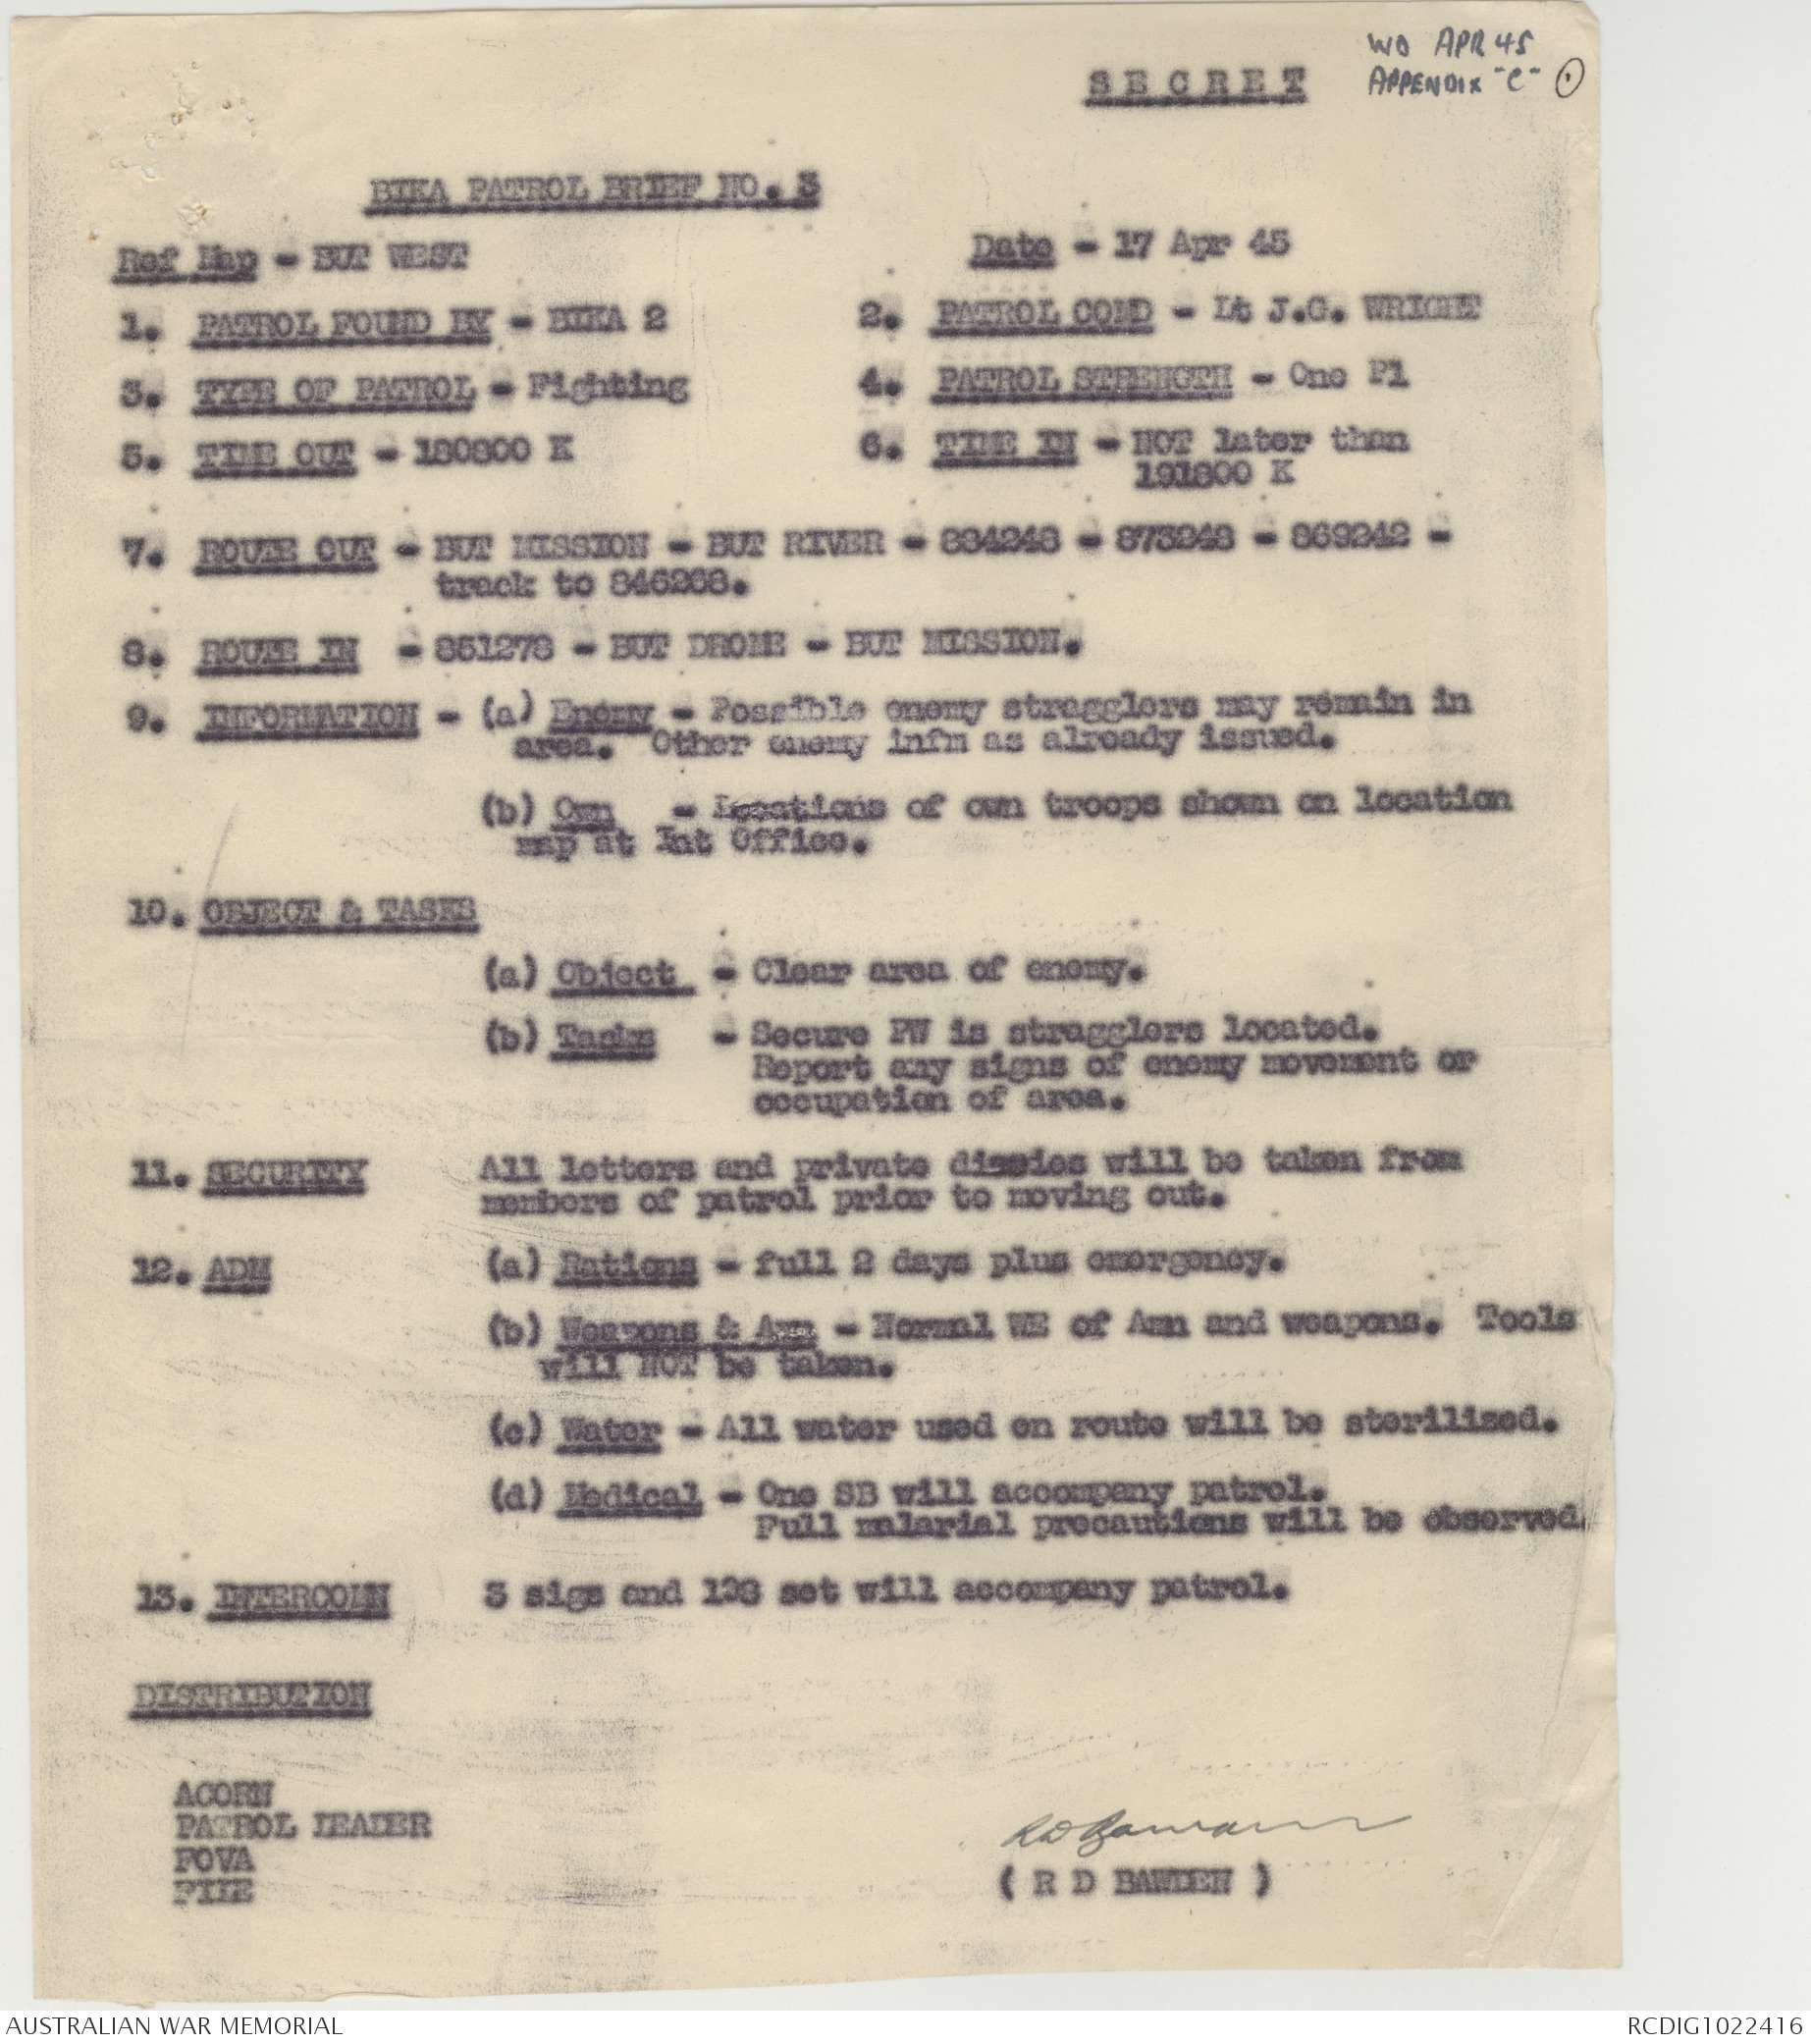 WD APR 45
SECRET APPENDIX "C" 1
BIKA PATROL BRIEF NO. 3
Ref Map - BUT WEST Date - 17 Apr 45
1. PATROL FOUND BY - BIKA 2 2. PATROL COMD - Lt J.G. WRIGHT
3. TYSE OF PATROL - Fighting 4. PATROL STRENGTH - One Pl
5. TIME OUT - 180800 K 6. TIME IN - NOT later than
191800 K
7. ROUTE OUT - BUT MISSION - BUT RIVER - 884248 - 873248 - 869242 -
track to 846268.
8. ROUTE IN - 851278 - BUT DROME - BUT MISSION.
9. INFORMATION - (a) Enemy - Possible enemy stragglers may remain in
area. Other enemy infm as already issued.
(b) Own - Locations of own troops shown on location
map at Int Office.
10. OBJECT & TASKS
(a) Object - Clear area of enemy.
(b) Tasks - Secure PW is stragglers located.
Report any signs of enemy movement or
occupation of area.
11. SECURITY All letters and private will be taken from
members of patrol prior to moving out.
12. ADM (a) Rations - full 2 days plus emergency.
(b) Weapons & Amn - Normal WE of Amn and weapons. Tools
will NOT be taken.
(c) Water - All water used on route will be sterilized.
(d) Medical - One SB will accompany patrol.
Full malarial precautions will be observed.
13. INTERCOMN 3 sigs and 128 set will accompany patrol.
DISTRIBUTION
ACORN
PATROL LEADER
FOVA
FILE
( R D BAWDEN )
AUSTRALIAN WAR MEMORIAL RCDIG1022416